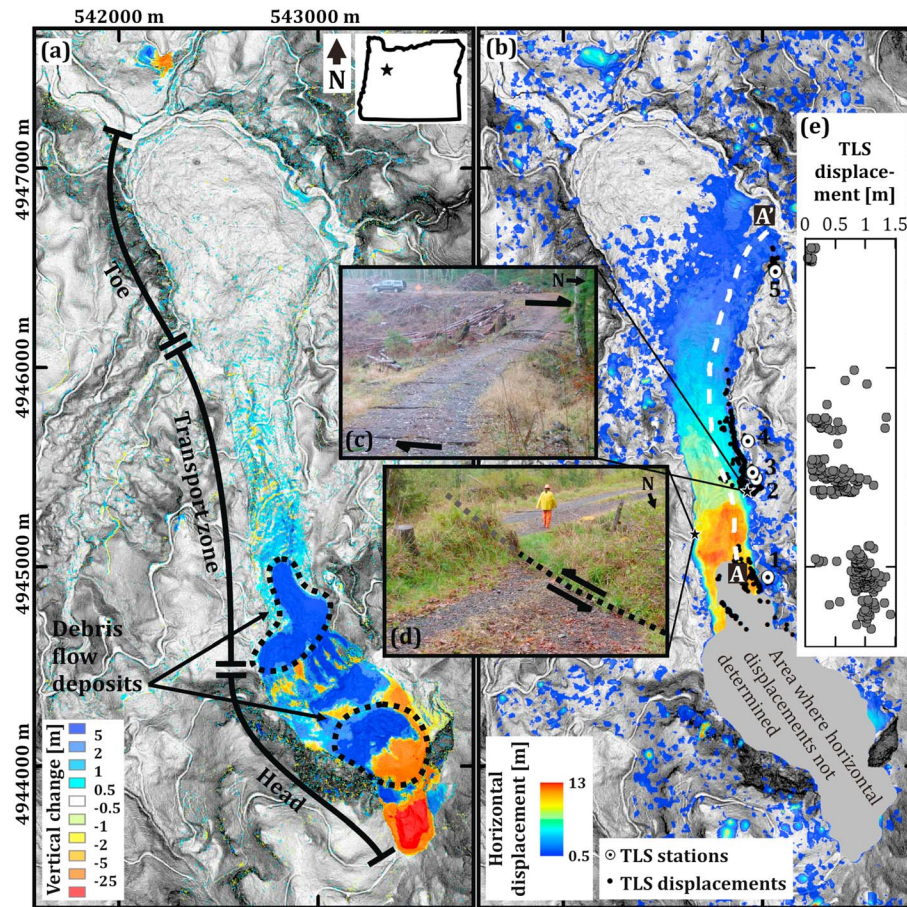 542000 m
543000 m
(a)
N
4947000 m
4946000 m
4945000 m
4944000 m
Toe
Transport zone
Head
Debris
flow
deposits
Vertical change [m]
5
2
1
0.5
-0.5
-1
-2
-5
-25
(b)
A'
5
4
3
2
1
A
(c)
N
(d)
N
(e)
TLS
displace-
ment [m]
0 0.5 1 1.5
Area where horizontal
displacements not
determined
Horizontal
displacement [m]
13
0.5
TLS stations
TLS displacements